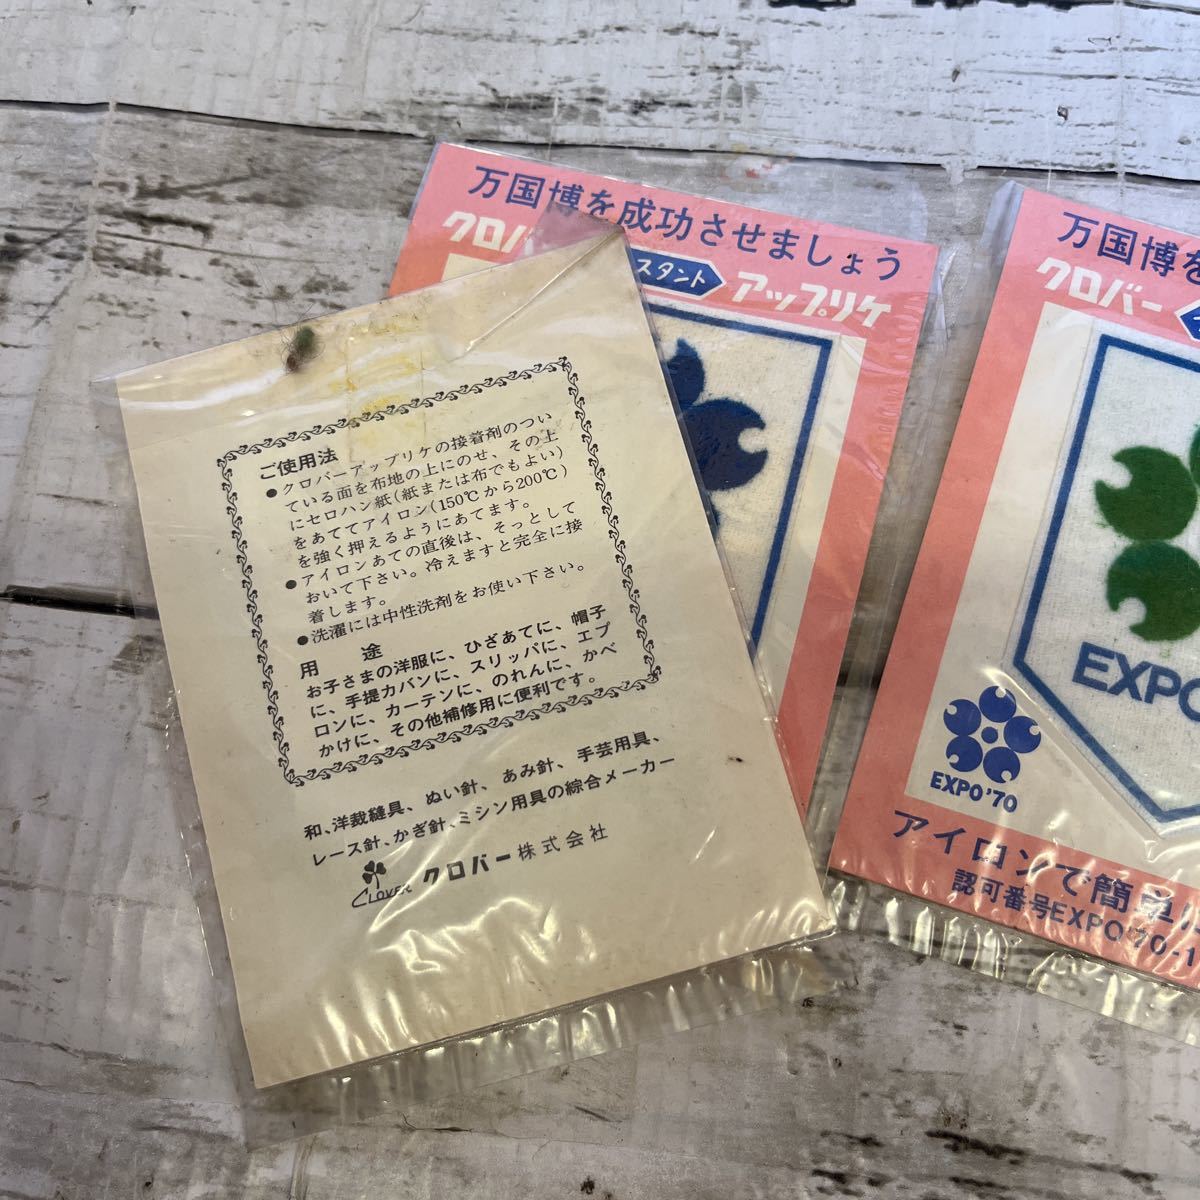 万国博を成功させましょう
クロバ
スタント アップリケ
ご使用法
●クロバーアップリケの接着剤のつい
ている面を布地の上にのせ、その上
にセロハン紙(紙または布でもよい)
をあててアイロン(150℃から200℃)
を強く押えるようにあてます。
●アイロンあての直後は、そっとして
おいて下さい。冷えますと完全に接
着します。
●洗濯には中性洗剤をお使い下さい。
用途
お子さまの洋服に、ひざあてに、帽子
に、手提カバンに、スリッパに、エプ
ロンに、カーテンに、のれんに、かべ
かけに、その他補修用に便利です。
和、洋裁縫具、ぬい針、あみ針、手芸用具、
レース針、かぎ針、ミシン用具の綜合メーカー
CLOVER クロバー株式会社
万国博を
クロバー
EXPO
EXPO'70
アイロンで簡単に
認可番号EXPO'70-1